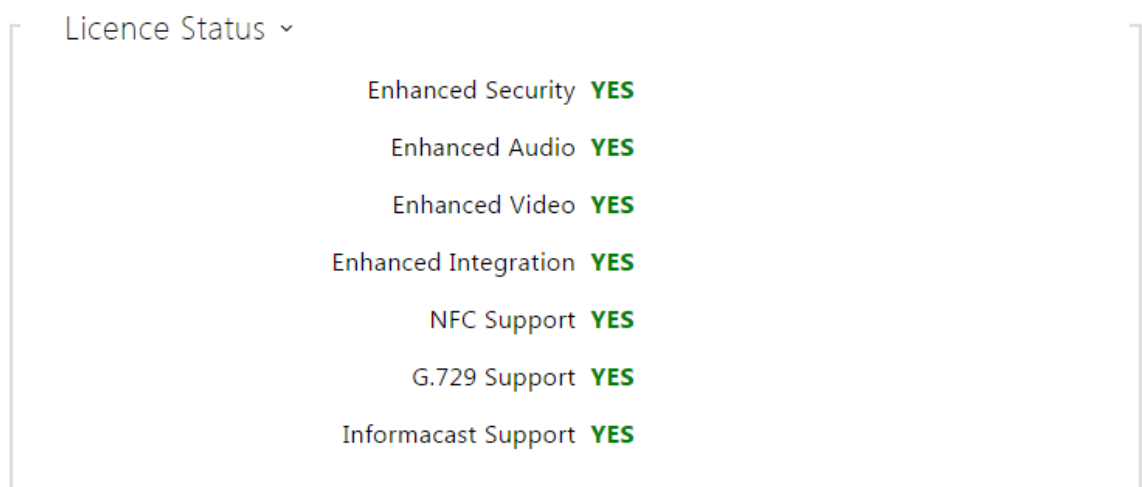 Licence Status
Enhanced Security YES
Enhanced Audio YES
Enhanced Video YES
Enhanced Integration YES
NFC Support YES
G.729 Support YES
Informacast Support YES